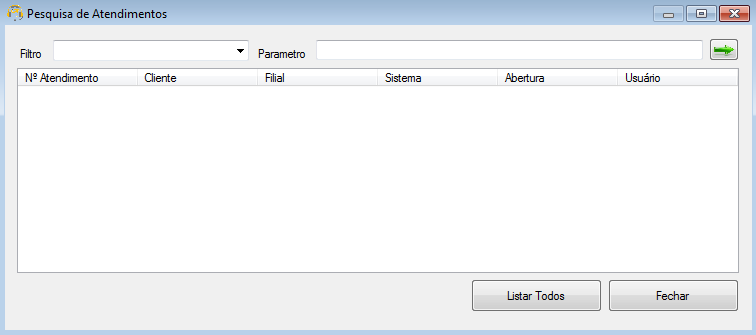 Pesquisa de Atendimentos
Filtro Parametro
Nº Atendimento Cliente Filial Sistema Abertura Usuário
Listar Todos Fechar